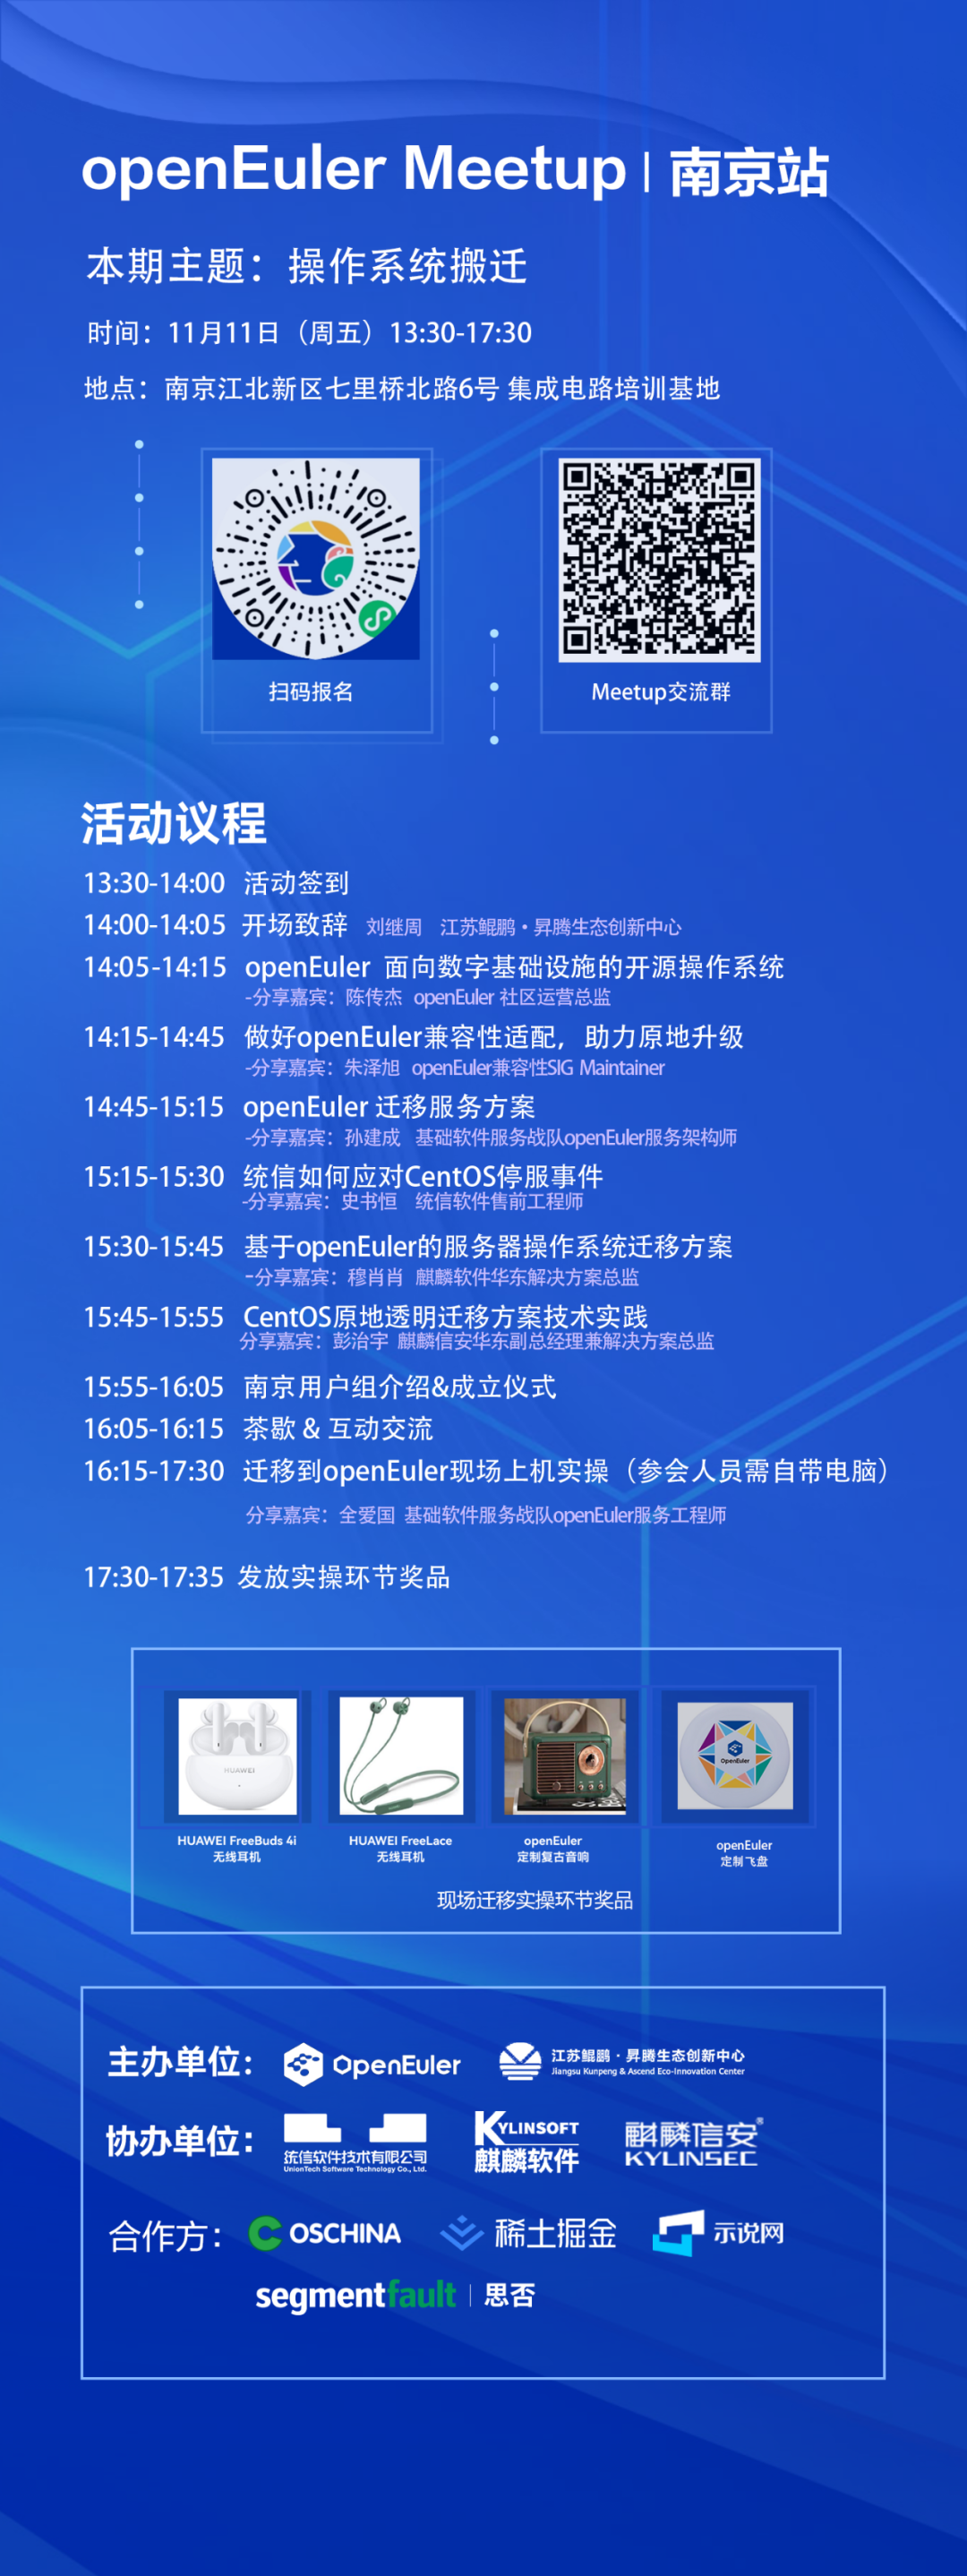 openEuler Meetup | 南京站
本期主题：操作系统搬迁
时间：11月11日（周五）13:30-17:30
地点：南京江北新区七里桥北路6号 集成电路培训基地
扫码报名
Meetup交流群
活动议程
13:30-14:00 活动签到
14:00-14:05 开场致辞 刘继周 江苏鲲鹏·昇腾生态创新中心
14:05-14:15 openEuler 面向数字基础设施的开源操作系统
-分享嘉宾：陈传杰 openEuler 社区运营总监
14:15-14:45 做好openEuler兼容性适配，助力原地升级
-分享嘉宾：朱泽旭 openEuler兼容性SIG Maintainer
14:45-15:15 openEuler 迁移服务方案
-分享嘉宾：孙建成 基础软件服务战队openEuler服务架构师
15:15-15:30 统信如何应对CentOS停服事件
-分享嘉宾：史书恒 统信软件售前工程师
15:30-15:45 基于openEuler的服务器操作系统迁移方案
-分享嘉宾：穆肖肖 麒麟软件华东解决方案总监
15:45-15:55 CentOS原地透明迁移方案技术实践
分享嘉宾：彭治宇 麒麟信安华东副总经理兼解决方案总监
15:55-16:05 南京用户组介绍&成立仪式
16:05-16:15 茶歇 & 互动交流
16:15-17:30 迁移到openEuler现场上机实操（参会人员需自带电脑）
分享嘉宾：全爱国 基础软件服务战队openEuler服务工程师
17:30-17:35 发放实操环节奖品
HUAWEI
OpenEuler
HUAWEI FreeBuds 4i
无线耳机
HUAWEI FreeLace
无线耳机
openEuler
定制复古音响
openEuler
定制飞盘
现场迁移实操环节奖品
主办单位： OpenEuler 江苏鲲鹏·昇腾生态创新中心
Jiangsu Kunpeng & Ascend Eco-Innovation Center
协办单位： 统信软件技术有限公司
UnionTech Software Technology Co., Ltd.
KYLINSOFT
麒麟软件
麒麟信安®
KYLINSEC
合作方： OSCHINA 稀土掘金 示说网
segmentfault | 思否